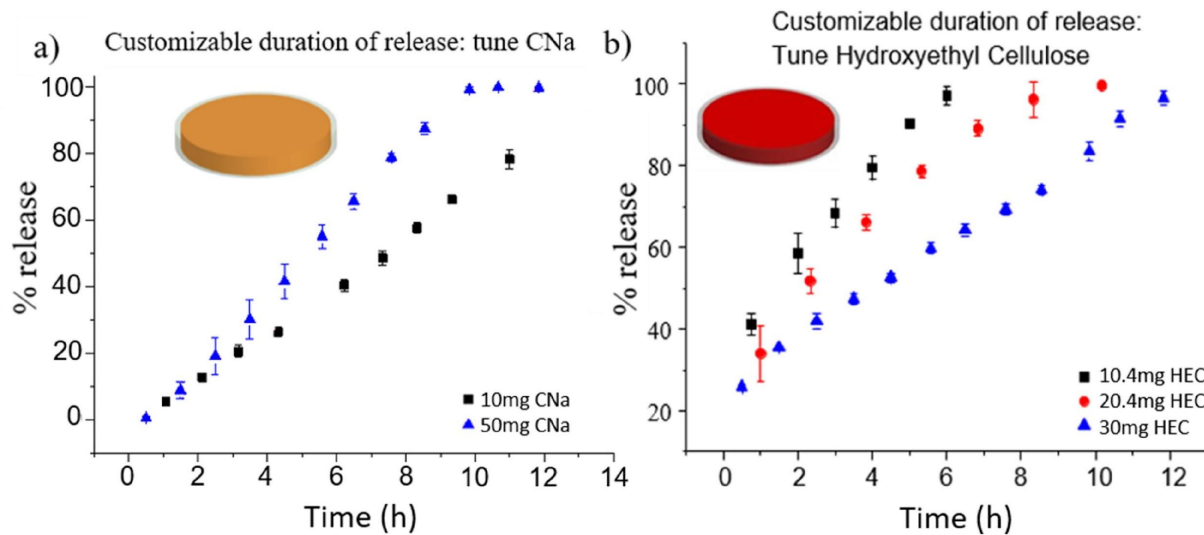 a)
Customizable duration of release: tune CNa
% release
100
80
60
40
20
0
10mg CNa
50mg CNa
0 2 4 6 8 10 12 14
Time (h)
b)
Customizable duration of release:
Tune Hydroxyethyl Cellulose
% release
100
80
60
40
20
10.4mg HEC
20.4mg HEC
30mg HEC
0 2 4 6 8 10 12
Time (h)